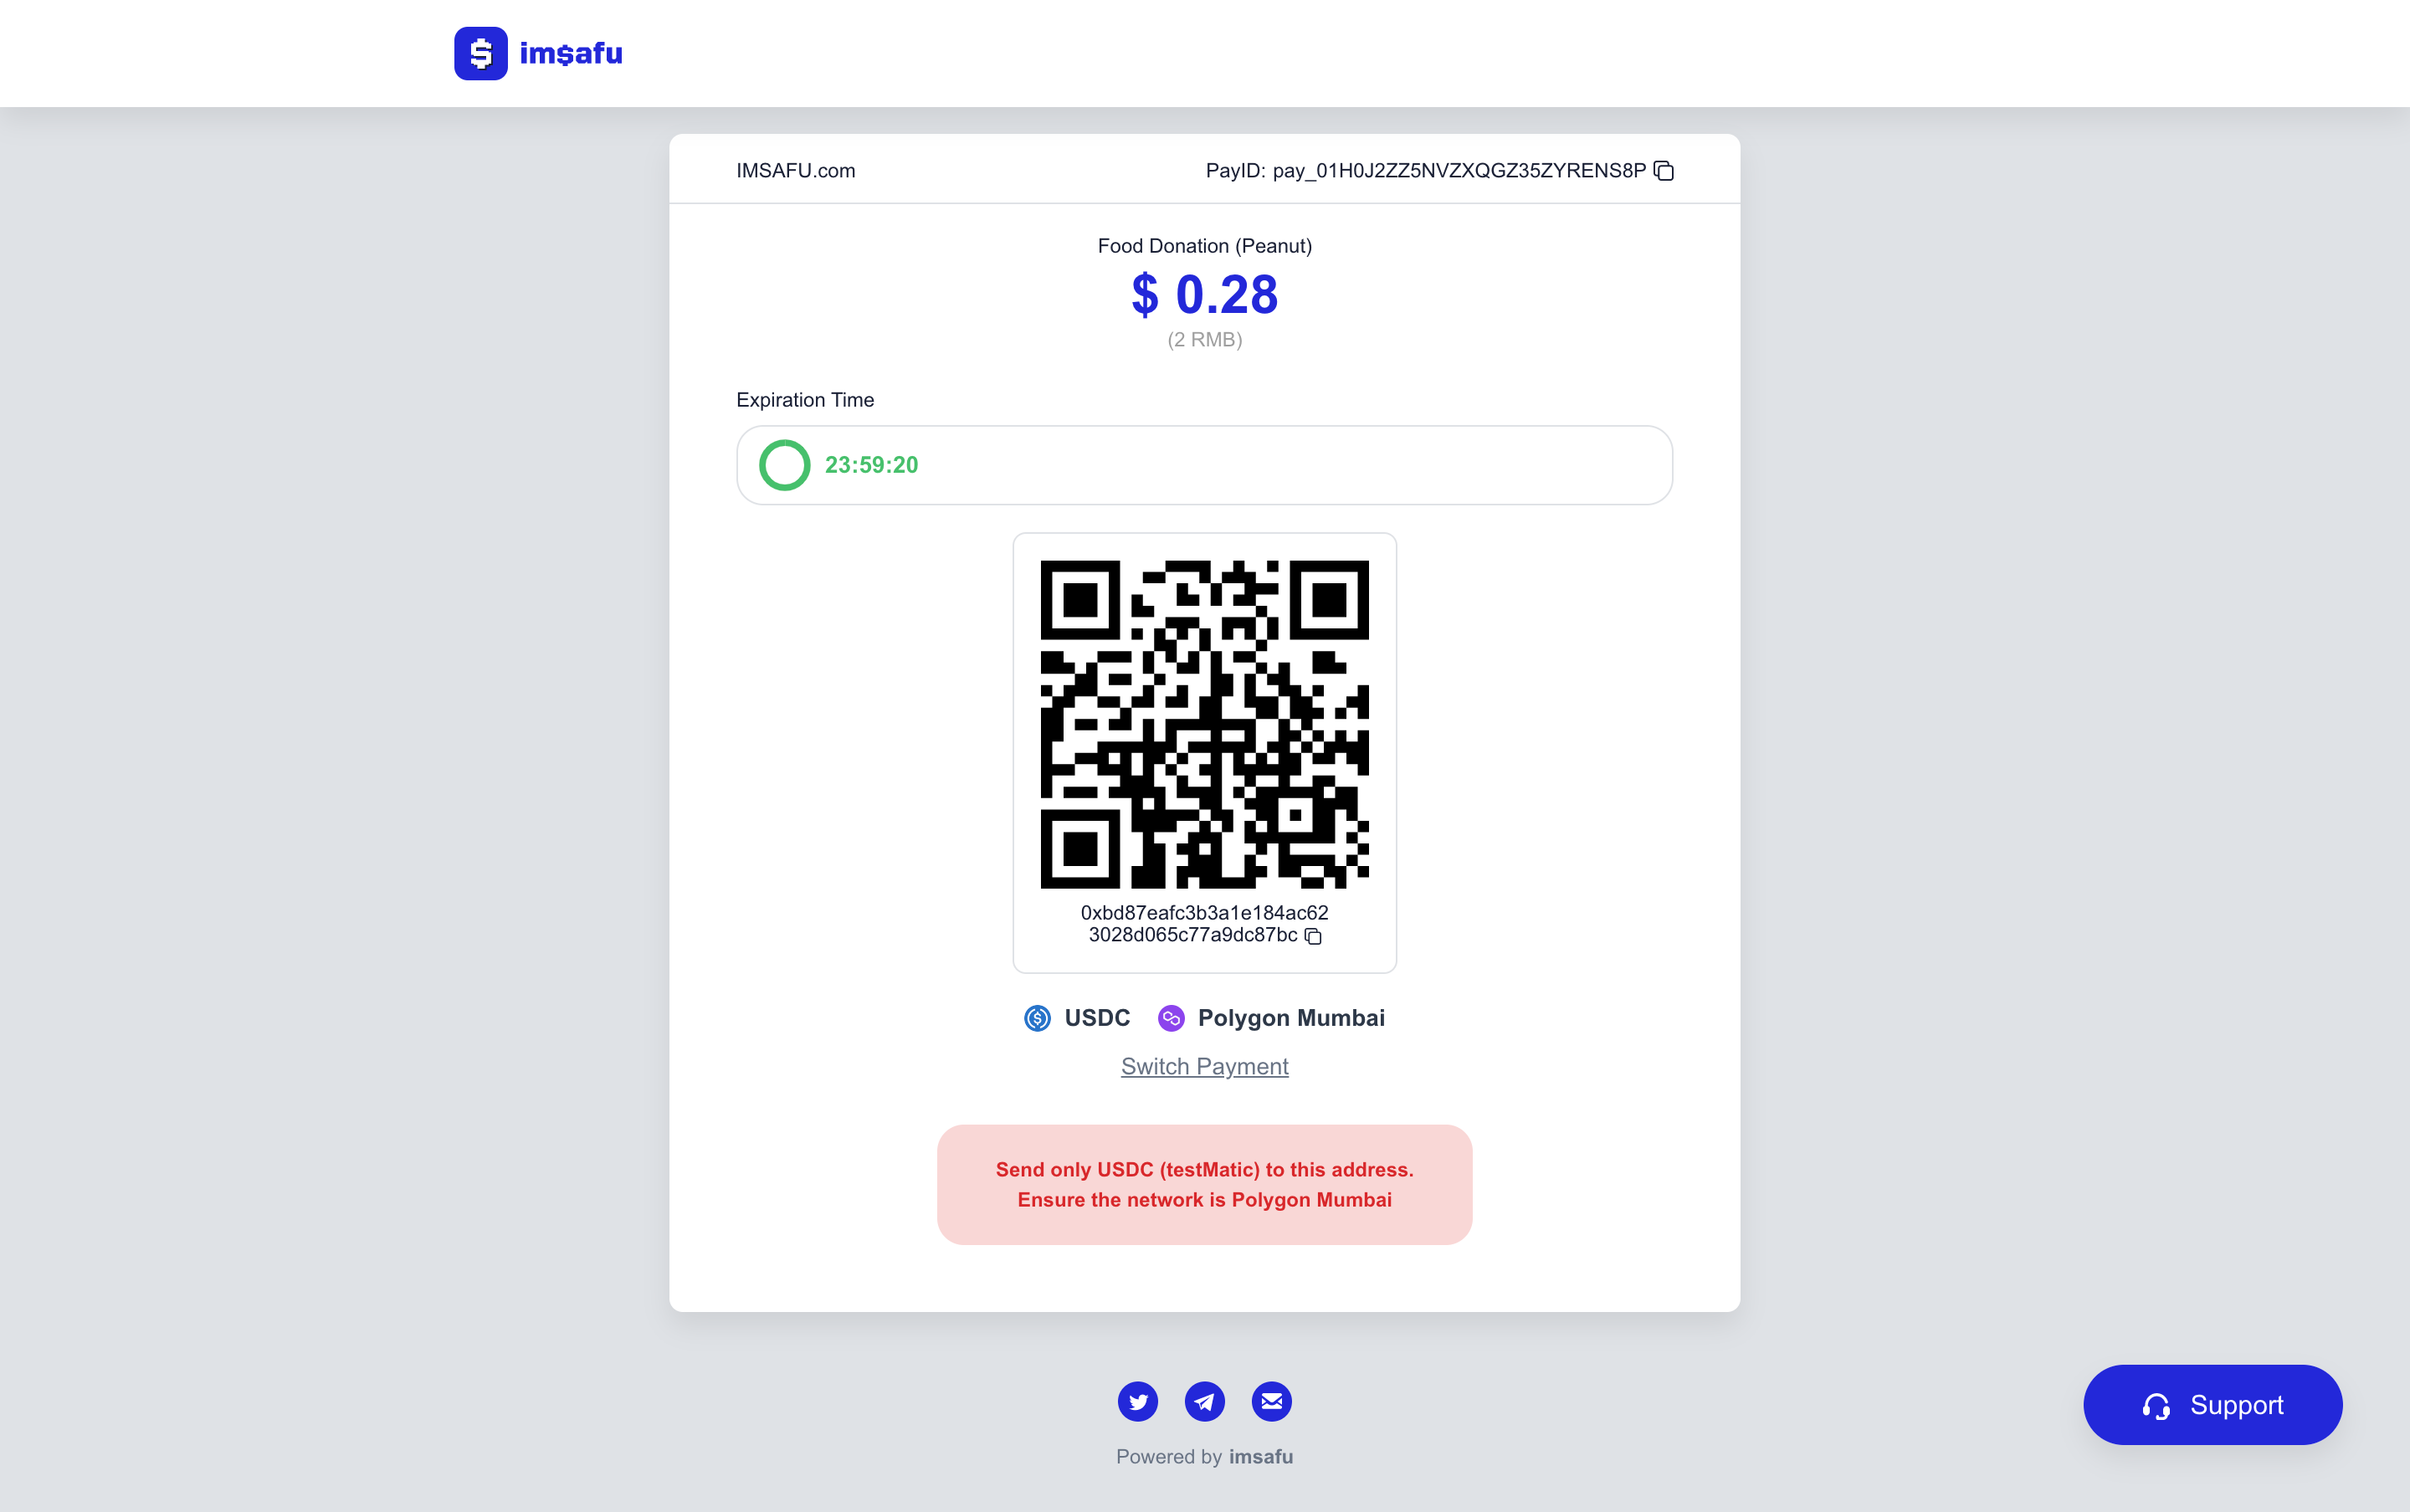 im$afu
IMSAFU.com
PayID: pay_01H0J2ZZ5NVZXQGZ35ZYRENS8P
Food Donation (Peanut)
$ 0.28
(2 RMB)
Expiration Time
23:59:20
0xbd87eafc3b3a1e184ac62
3028d065c77a9dc87bc
USDC Polygon Mumbai
Switch Payment
Send only USDC (testMatic) to this address.
Ensure the network is Polygon Mumbai
Support
Powered by imsafu